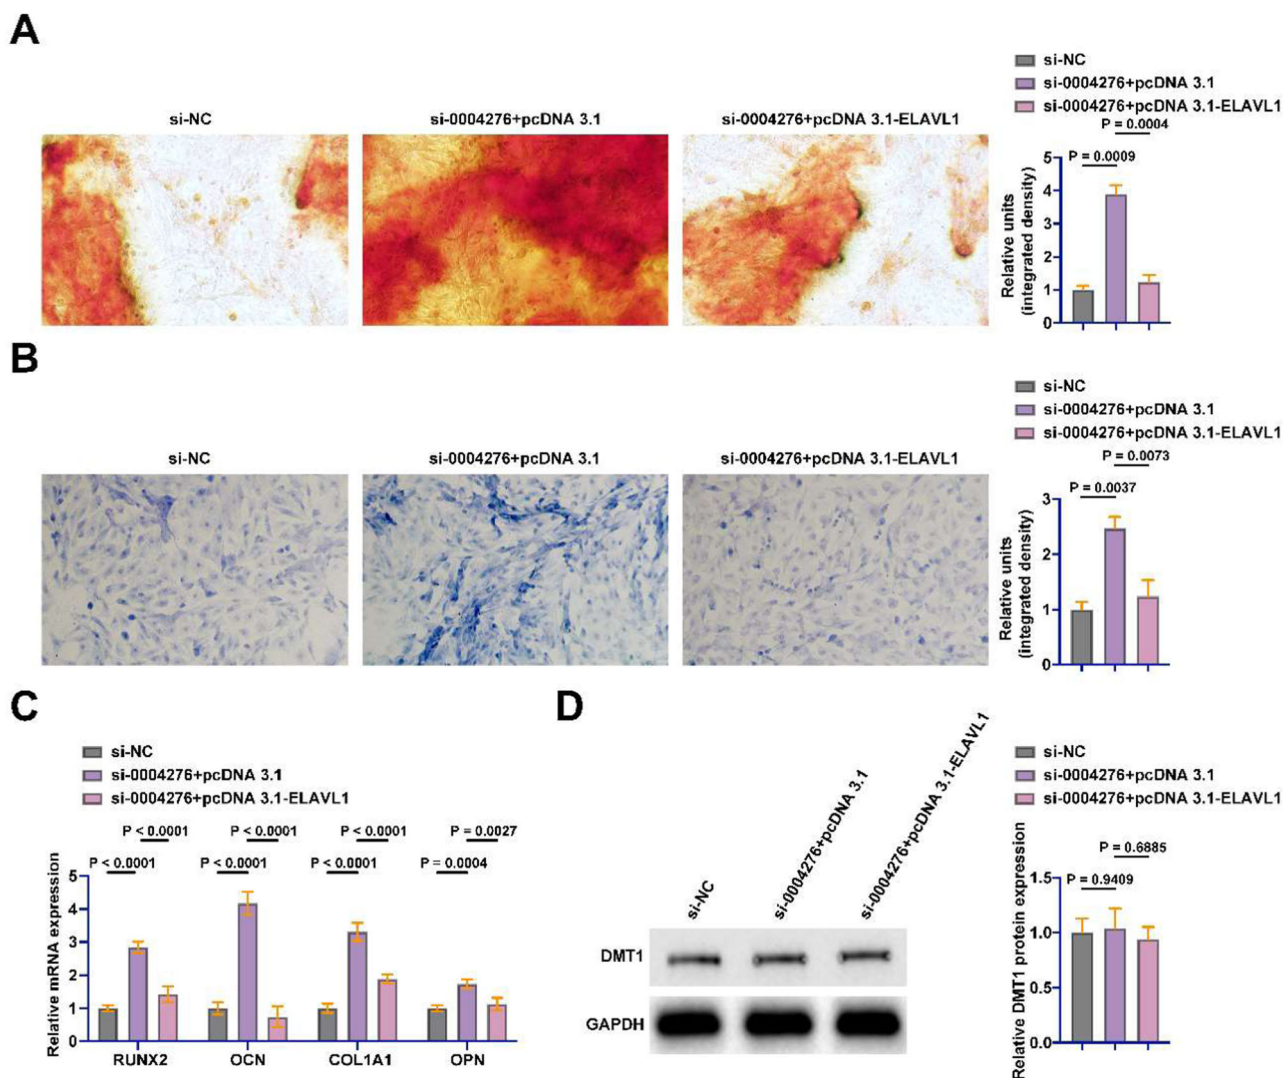 A
si-NC
si-0004276+pcDNA 3.1
si-0004276+pcDNA 3.1-ELAVL1
si-NC
si-0004276+pcDNA 3.1
si-0004276+pcDNA 3.1-ELAVL1
P = 0.0004
P = 0.0009
Relative units
(integrated density)
5
4
3
2
1
0
B
si-NC
si-0004276+pcDNA 3.1
si-0004276+pcDNA 3.1-ELAVL1
si-NC
si-0004276+pcDNA 3.1
si-0004276+pcDNA 3.1-ELAVL1
P = 0.0073
P = 0.0037
Relative units
(integrated density)
3
2
1
0
C
si-NC
si-0004276+pcDNA 3.1
si-0004276+pcDNA 3.1-ELAVL1
P < 0.0001 P < 0.0001 P < 0.0001 P = 0.0027
P < 0.0001 P < 0.0001 P < 0.0001 P = 0.0004
Relative mRNA expression
5
4
3
2
1
0
RUNX2 OCN COL1A1 OPN
D
si-NC
si-0004276+pcDNA 3.1
si-0004276+pcDNA 3.1-ELAVL1
DMT1
GAPDH
si-NC
si-0004276+pcDNA 3.1
si-0004276+pcDNA 3.1-ELAVL1
P = 0.6885
P = 0.9409
Relative DMT1 protein expression
1.5
1.0
0.5
0.0